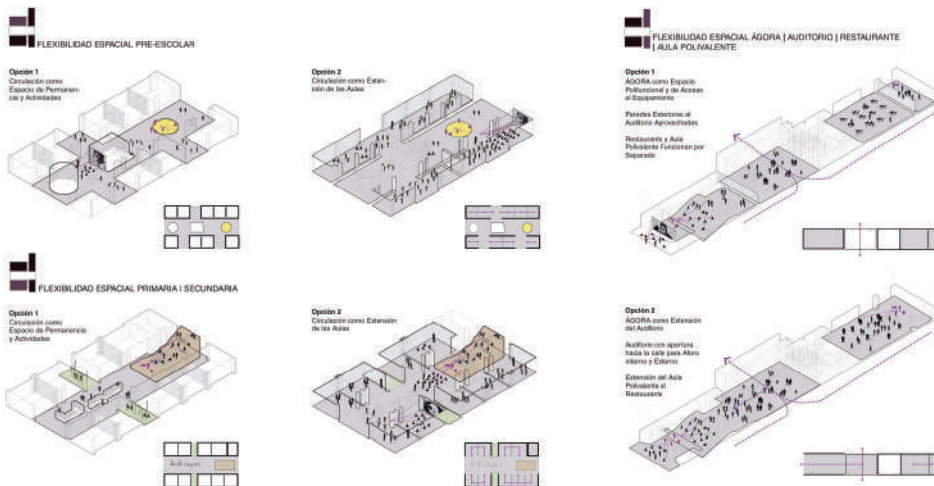 FLEXIBILIDAD ESPACIAL PRE-ESCOLAR
Opción 1
Circulación como
Espacio de Permanen-
cia y Actividades
Opción 2
Circulación como Exten-
sión de las Aulas
FLEXIBILIDAD ESPACIAL PRIMARIA | SECUNDARIA
Opción 1
Circulación como
Espacio de Permanencia
y Actividades
Opción 2
Circulación como Extensión
de las Aulas
FLEXIBILIDAD ESPACIAL ÁGORA | AUDITORIO | RESTAURANTE
| AULA POLIVALENTE
Opción 1
ÁGORA como Espacio
Polifuncional y de Acceso
al Equipamiento
Paredes Exteriores al
Auditorio Aprovechadas
Restaurante y Aula
Polivalente Funcionan por
Separado
Opción 2
ÁGORA como Extensión
del Auditorio
Auditorio con apertura
hacia la calle para Aforo
Interno y Externo
Extensión del Aula
Polivalente al
Restaurante